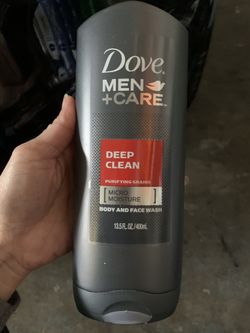 Dove
MEN
+CARE
DEEP
CLEAN
PURIFYING GRAINS
MICRO
MOISTURE
BODY AND FACE WASH
13.5 FL. OZ/400mL